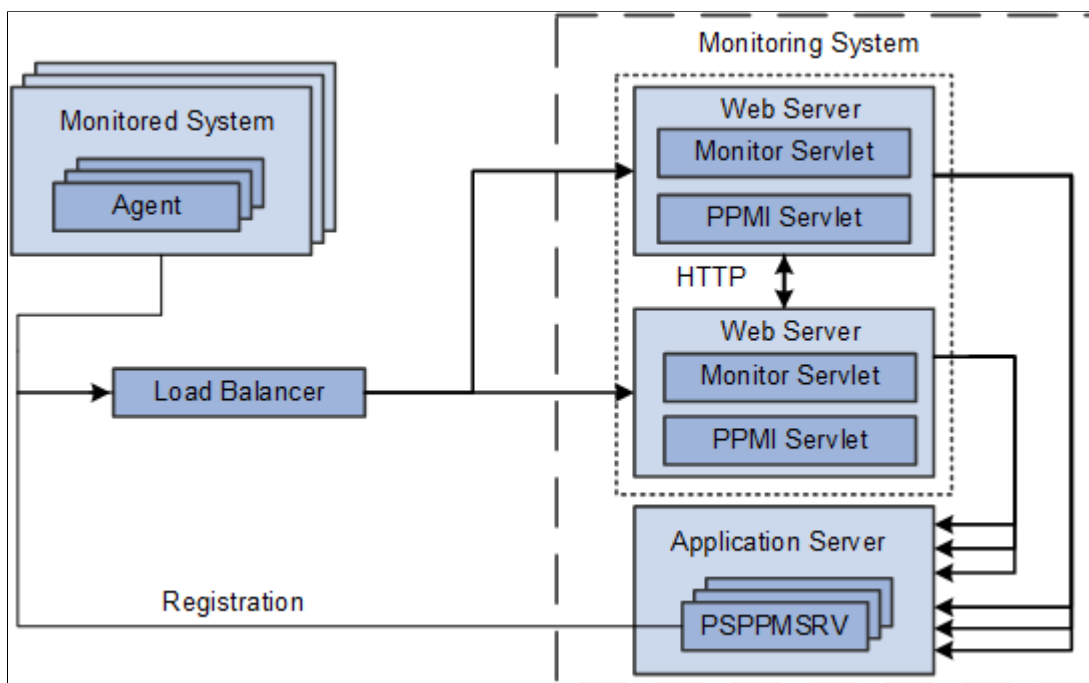 Monitoring System
Monitored System
Agent
Web Server
Monitor Servlet
PPMI Servlet
HTTP
Web Server
Monitor Servlet
PPMI Servlet
Load Balancer
Application Server
PSPPMSRV
Registration